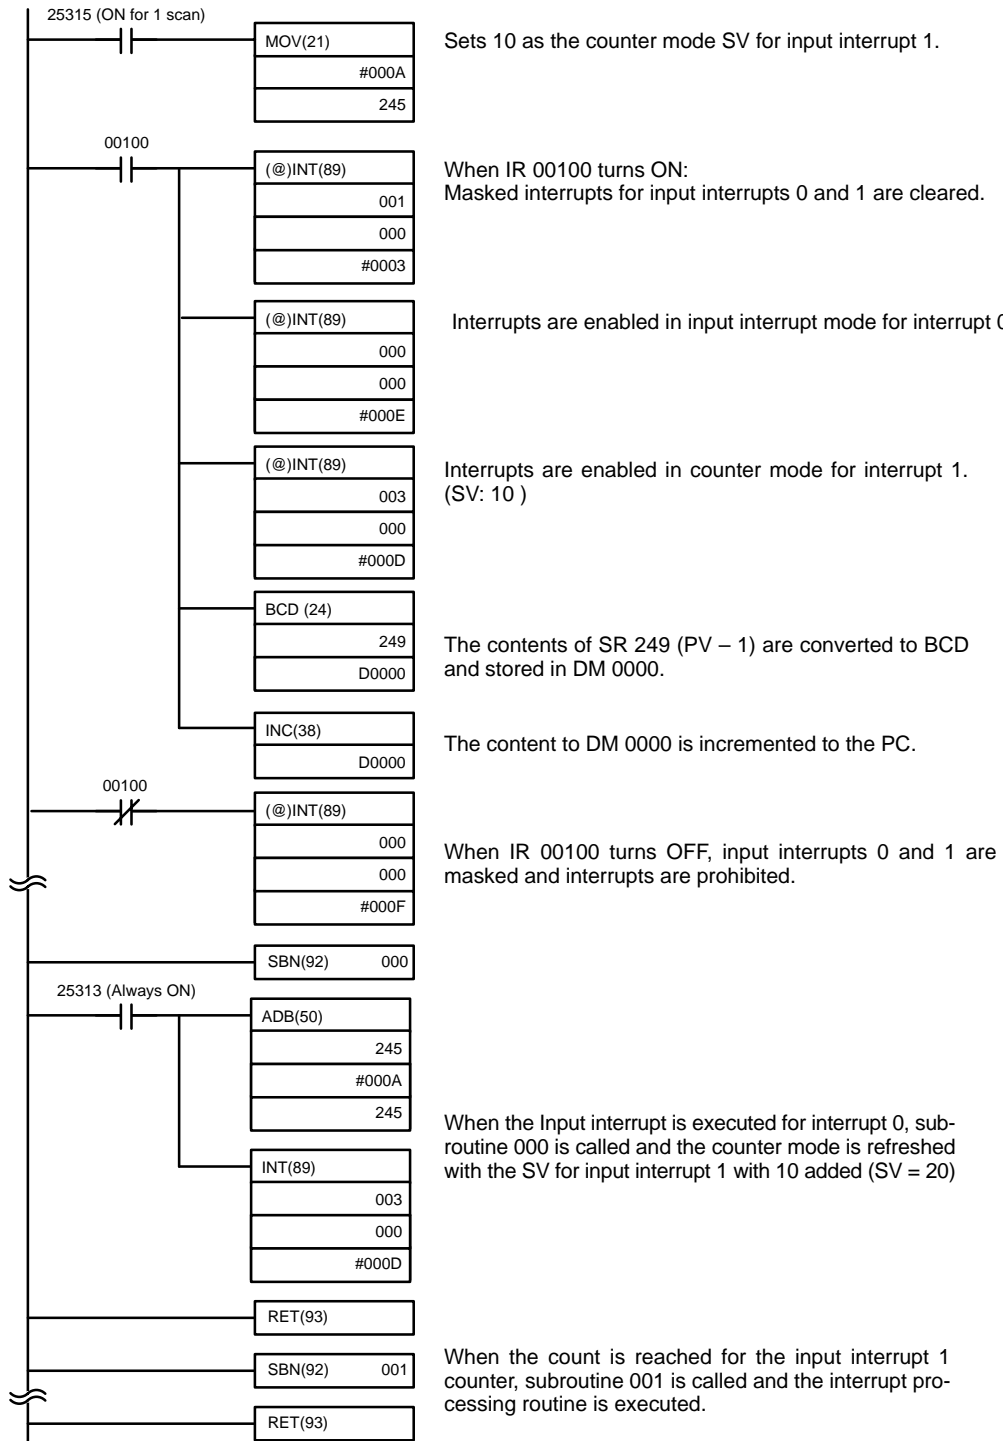 25315 (ON for 1 scan)
MOV(21)
#000A
245
Sets 10 as the counter mode SV for input interrupt 1.
00100
(@)INT(89)
001
000
#0003
When IR 00100 turns ON:
Masked interrupts for input interrupts 0 and 1 are cleared.
(@)INT(89)
000
000
#000E
Interrupts are enabled in input interrupt mode for interrupt 0
(@)INT(89)
003
000
#000D
Interrupts are enabled in counter mode for interrupt 1.
(SV: 10 )
BCD (24)
249
D0000
The contents of SR 249 (PV – 1) are converted to BCD
and stored in DM 0000.
INC(38)
D0000
The content to DM 0000 is incremented to the PC.
00100
(@)INT(89)
000
000
#000F
When IR 00100 turns OFF, input interrupts 0 and 1 are
masked and interrupts are prohibited.
SBN(92) 000
25313 (Always ON)
ADB(50)
245
#000A
245
INT(89)
003
000
#000D
When the Input interrupt is executed for interrupt 0, sub-
routine 000 is called and the counter mode is refreshed
with the SV for input interrupt 1 with 10 added (SV = 20)
RET(93)
SBN(92) 001
RET(93)
When the count is reached for the input interrupt 1
counter, subroutine 001 is called and the interrupt pro-
cessing routine is executed.